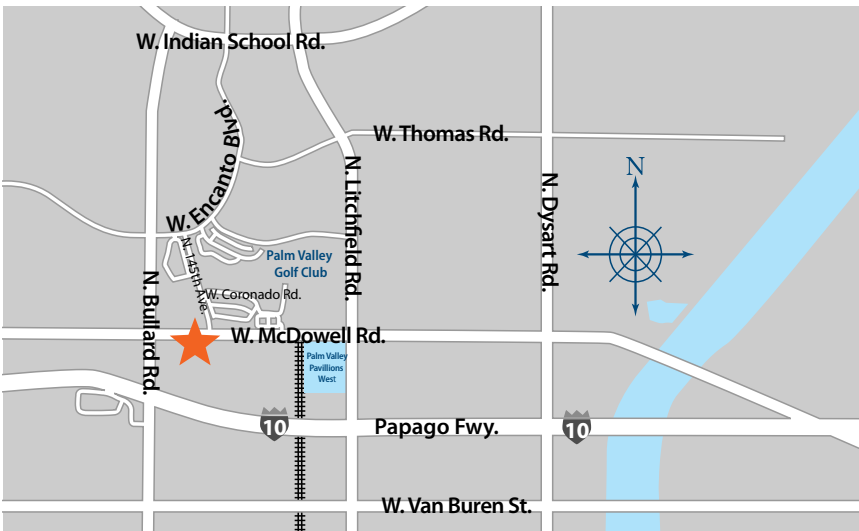 W. Indian School Rd.
W. Thomas Rd.
W. Encanto Blvd.
N. Litchfield Rd.
N. Dysart Rd.
N
N. 145th Ave.
Palm Valley
Golf Club
W. Coronado Rd.
N. Bullard Rd.
W. McDowell Rd.
Palm Valley
Pavillions
West
10
Papago Fwy.
10
W. Van Buren St.